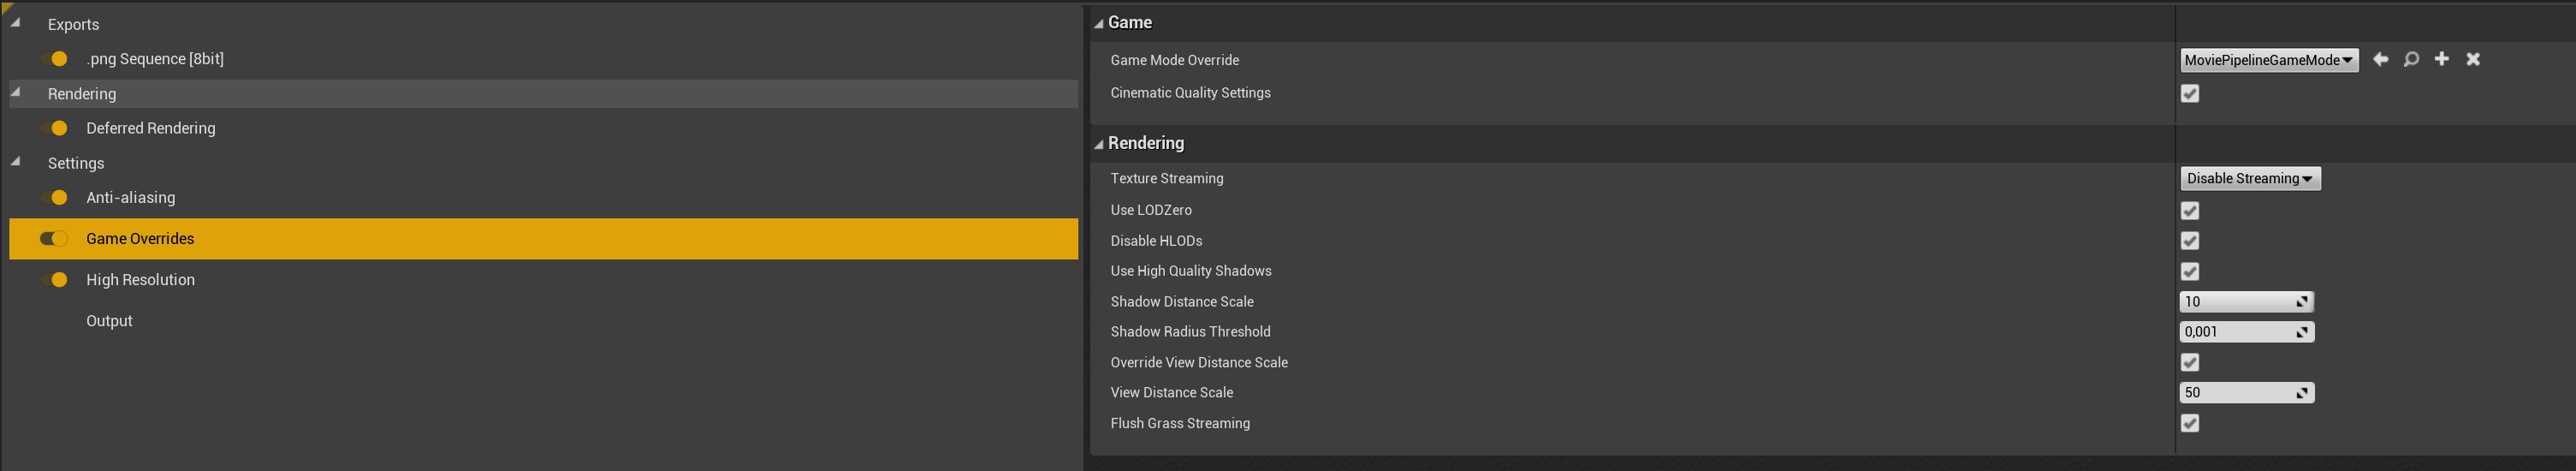 Exports
.png Sequence [8bit]
Rendering
Deferred Rendering
Settings
Anti-aliasing
Game Overrides
High Resolution
Output
Game
Game Mode Override MoviePipelineGameMode
Cinematic Quality Settings
Rendering
Texture Streaming Disable Streaming
Use LODZero
Disable HLODs
Use High Quality Shadows
Shadow Distance Scale 10
Shadow Radius Threshold 0,001
Override View Distance Scale
View Distance Scale 50
Flush Grass Streaming